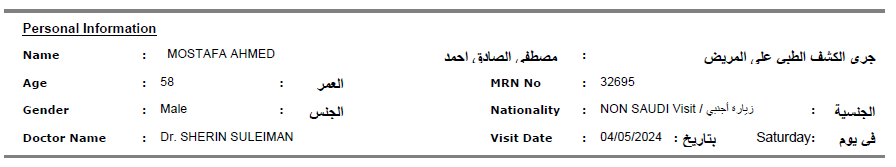 Personal Information
Name : MOSTAFA AHMED مصطفى الصادق احمد : جرى الكشف الطبى على المريض
Age : 58 : العمر MRN No : 32695
Gender : Male : الجنس Nationality : NON SAUDI Visit / زيارة أجنبي : الجنسية
Doctor Name : Dr. SHERIN SULEIMAN Visit Date : 04/05/2024 : بتاريخ Saturday: فى يوم